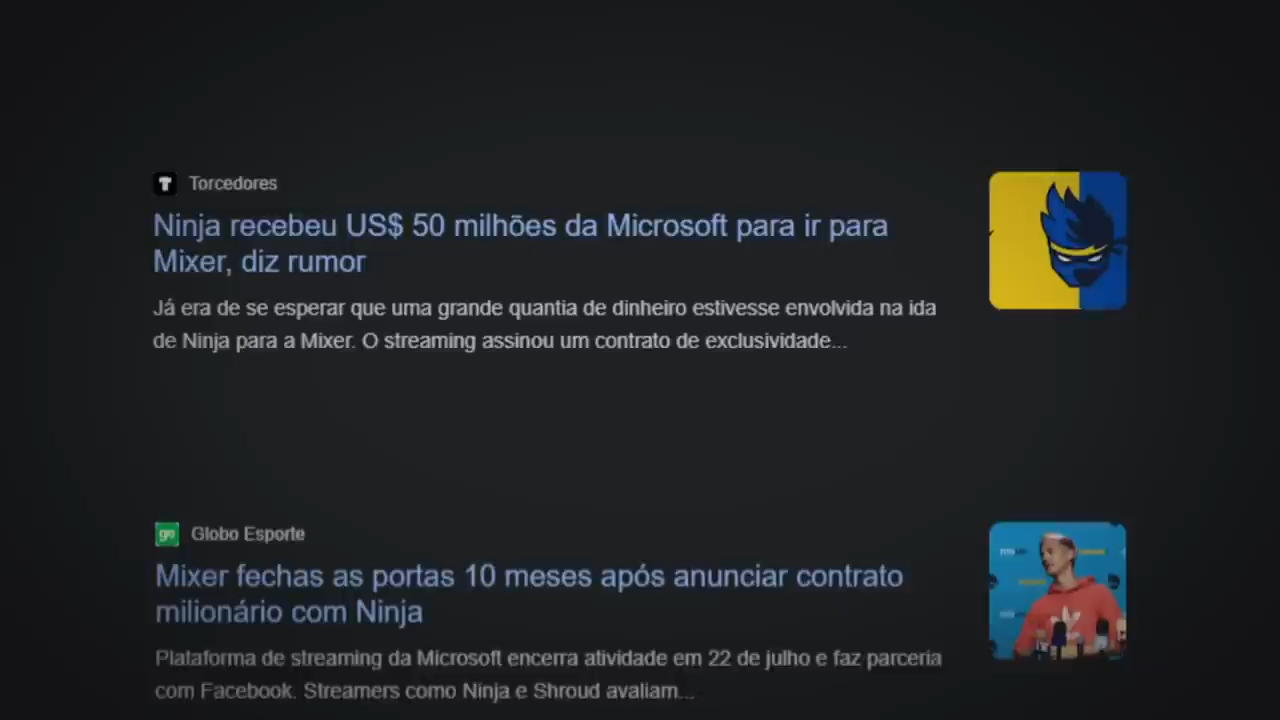 Torcedores
Ninja recebeu US$ 50 milhões da Microsoft para ir para
Mixer, diz rumor
Já era de se esperar que uma grande quantia de dinheiro estivesse envolvida na ida
de Ninja para a Mixer. O streaming assinou um contrato de exclusividade...
Globo Esporte
Mixer fechas as portas 10 meses após anunciar contrato
milionário com Ninja
Plataforma de streaming da Microsoft encerra atividade em 22 de julho e faz parceria
com Facebook. Streamers como Ninja e Shroud avaliam...